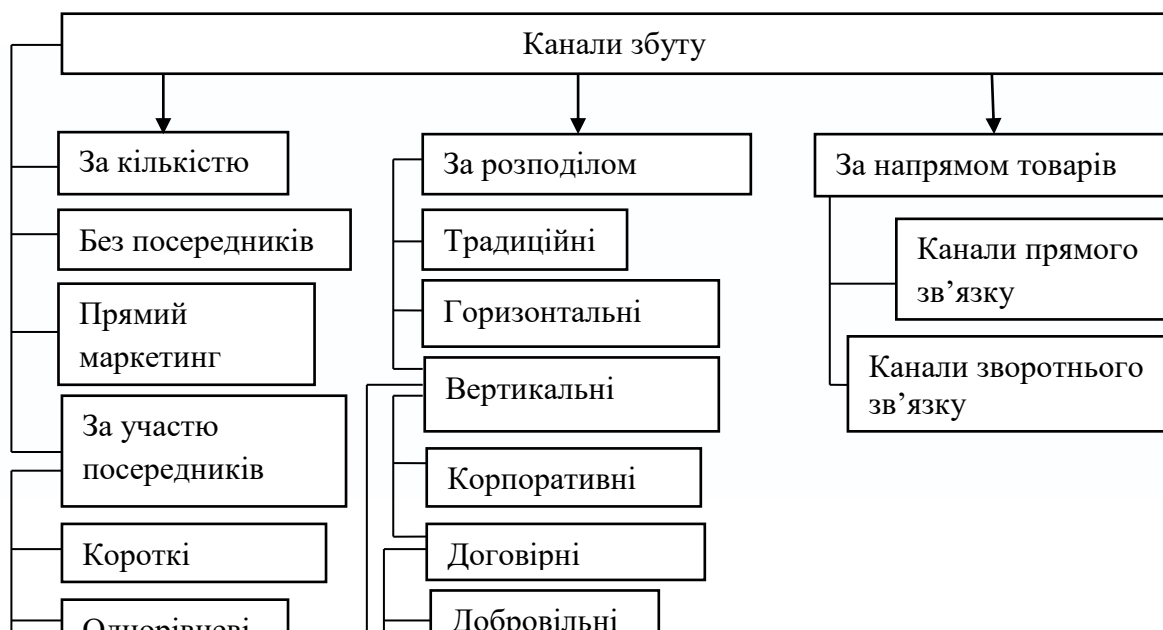 Канали збуту
За кількістю
Без посередників
Прямий
маркетинг
За участю
посередників
Короткі
Однорівневі
За розподілом
Традиційні
Горизонтальні
Вертикальні
Корпоративні
Договірні
Добровільні
За напрямом товарів
Канали прямого
зв’язку
Канали зворотнього
зв’язку